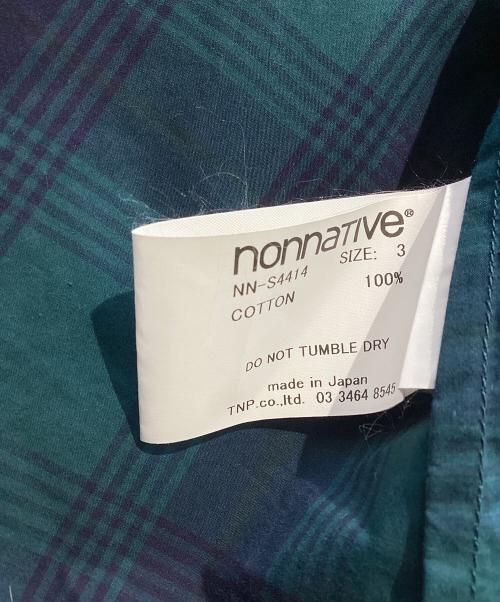 nonnative®
NN-S4414 SIZE: 3
COTTON 100%
DO NOT TUMBLE DRY
made in Japan
TNP.co.,ltd. 03 3464 8545